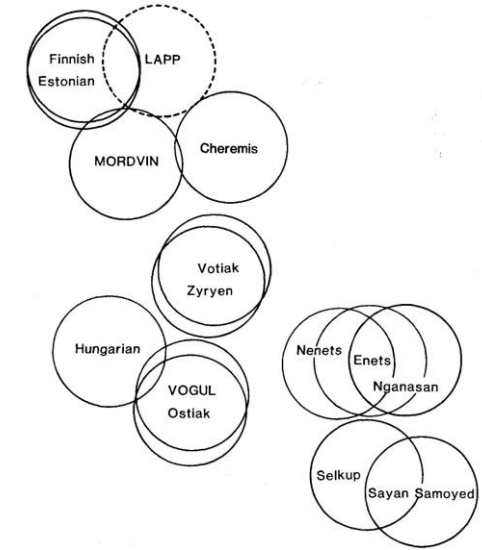 Finnish
Estonian
LAPP
MORDVIN
Cheremis
Votiak
Zyryen
Hungarian
VOGUL
Ostiak
Nenets
Enets
Nganasan
Selkup
Sayan Samoyed